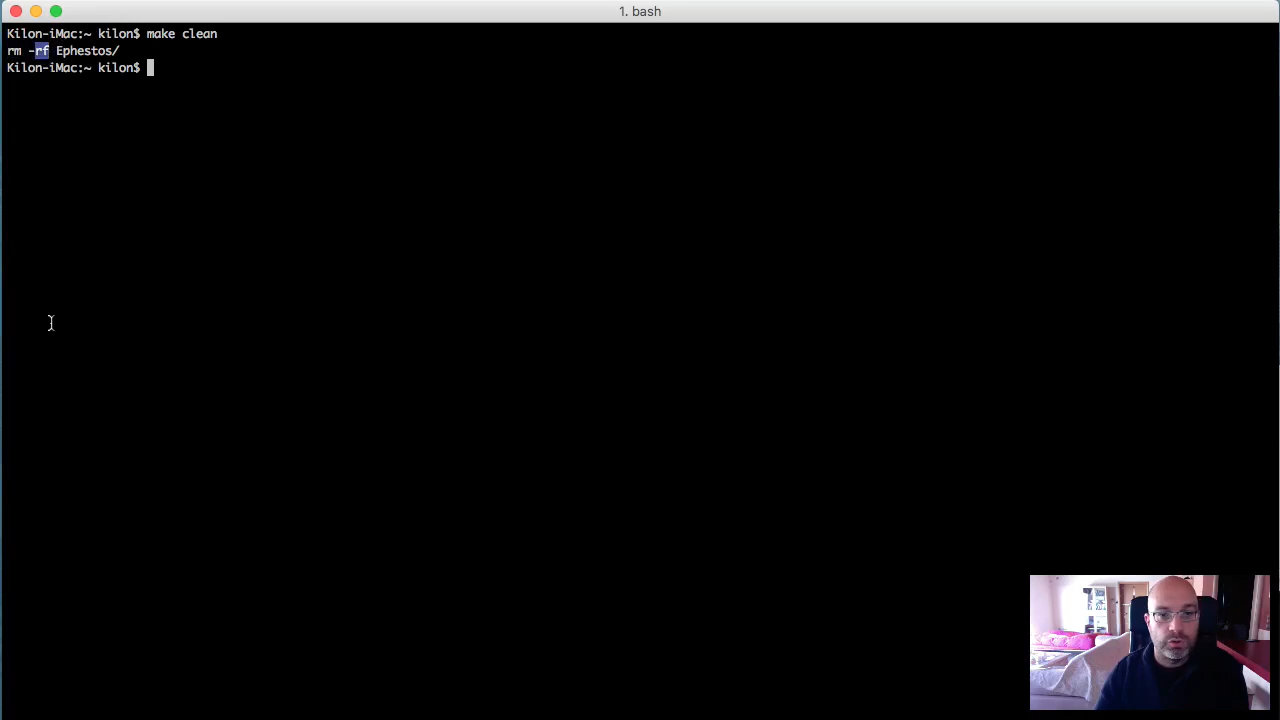 1. bash
Kilon-iMac:~ kilon$ make clean
rm -rf Ephestos/
Kilon-iMac:~ kilon$